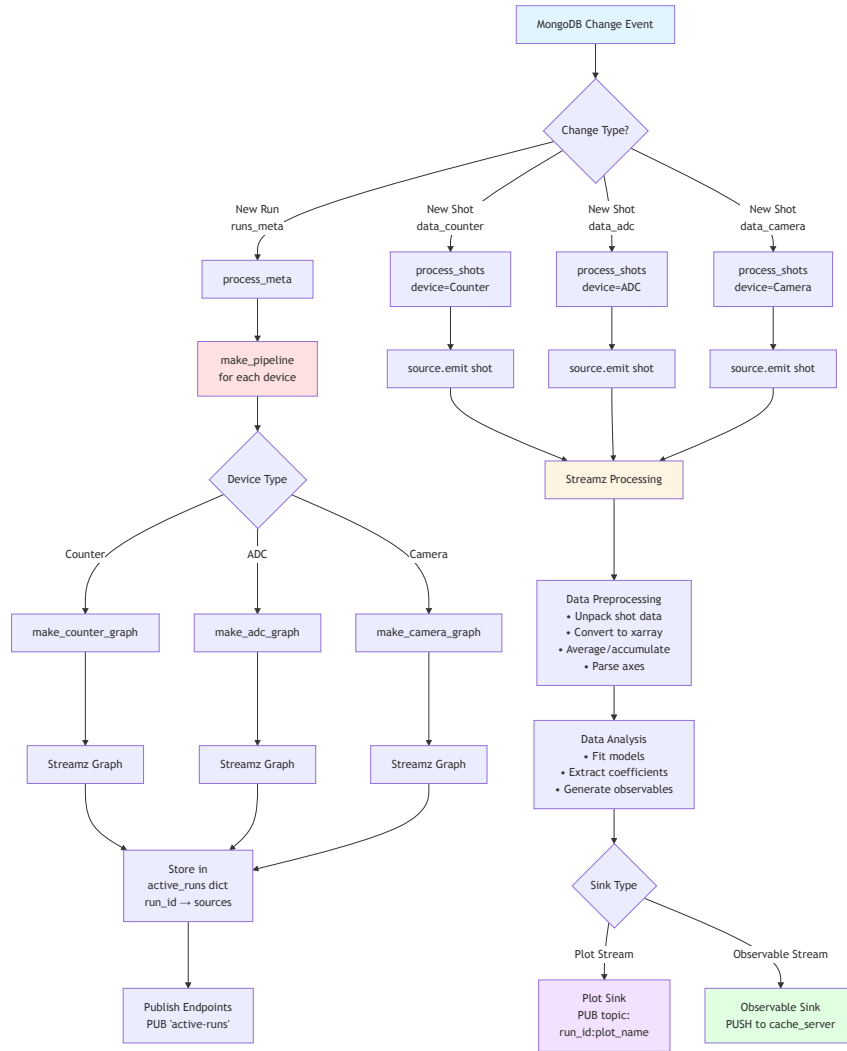 MongoDB Change Event
Change Type?
New Run
runs_meta
New Shot
data_counter
New Shot
data_adc
New Shot
data_camera
process_meta
process_shots
device=Counter
process_shots
device=ADC
process_shots
device=Camera
make_pipeline
for each device
source.emit shot
source.emit shot
source.emit shot
Device Type
Streamz Processing
Counter
ADC
Camera
make_counter_graph
make_adc_graph
make_camera_graph
Data Preprocessing
• Unpack shot data
• Convert to xarray
• Average/accumulate
• Parse axes
Streamz Graph
Streamz Graph
Streamz Graph
Data Analysis
• Fit models
• Extract coefficients
• Generate observables
Store in
active_runs dict
run_id → sources
Sink Type
Plot Stream
Observable Stream
Publish Endpoints
PUB 'active-runs'
Plot Sink
PUB topic:
run_id:plot_name
Observable Sink
PUSH to cache_server